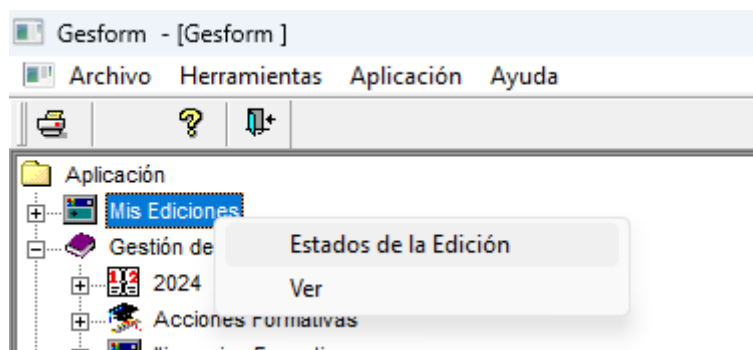 Gesform - [Gesform ]
Archivo Herramientas Aplicación Ayuda
Aplicación
Mis Ediciones
Estados de la Edición
Gestión de
2024
Ver
Acciones Formativas